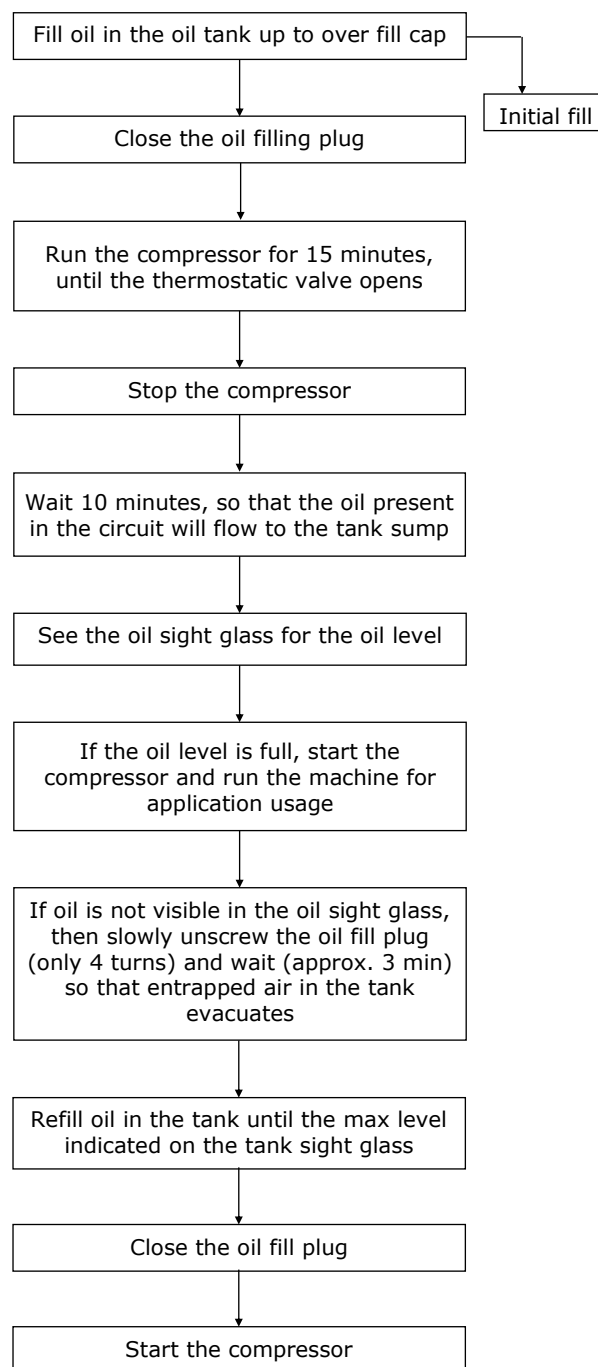 Fill oil in the oil tank up to over fill cap
Initial fill
Close the oil filling plug
Run the compressor for 15 minutes,
until the thermostatic valve opens
Stop the compressor
Wait 10 minutes, so that the oil present
in the circuit will flow to the tank sump
See the oil sight glass for the oil level
If the oil level is full, start the
compressor and run the machine for
application usage
If oil is not visible in the oil sight glass,
then slowly unscrew the oil fill plug
(only 4 turns) and wait (approx. 3 min)
so that entrapped air in the tank
evacuates
Refill oil in the tank until the max level
indicated on the tank sight glass
Close the oil fill plug
Start the compressor